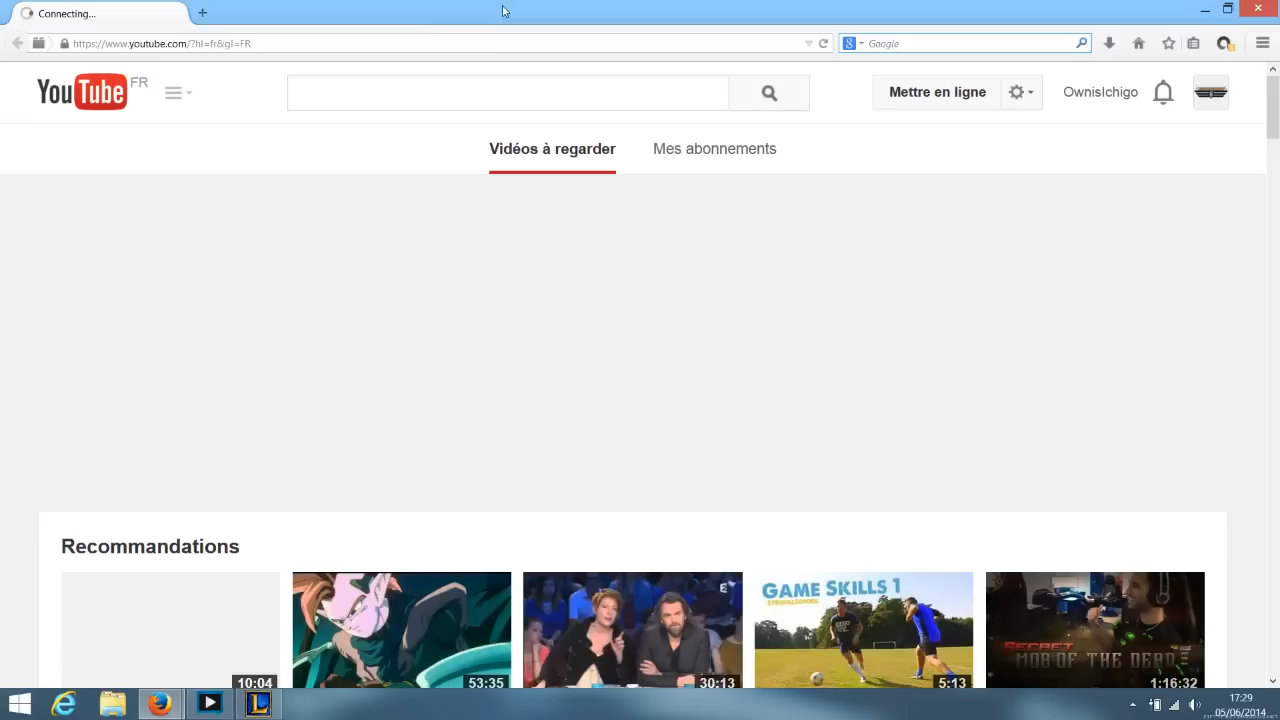 Connecting...
https://www.youtube.com/?hl=fr&gl=FR
Google
YouTube FR
Mettre en ligne
OwnisIchigo
Vidéos à regarder
Mes abonnements
Recommandations
GAME SKILLS 1
SECRET
MOB OF THE DEAD
10:04
53:35
30:13
5:13
1:16:32
17:29
05/06/2014